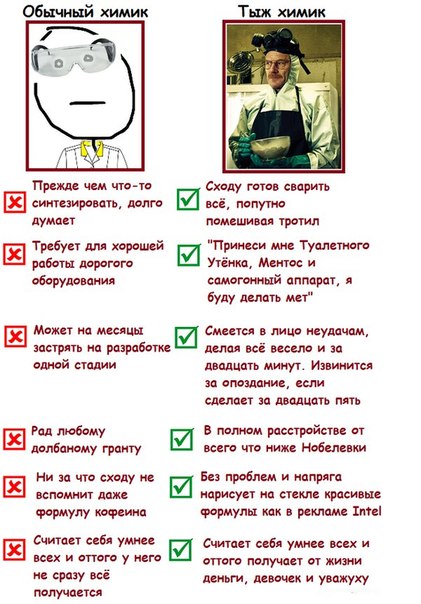 Обычный химик
Тыж химик
Прежде чем что-то
синтезировать, долго
думает
Сходу готов сварить
всё, попутно
помешивая тротил
Требует для хорошей
работы дорогого
оборудования
"Принеси мне Туалетного
Утёнка, Ментос и
самогонный аппарат, я
буду делать мет"
Может на месяцы
застрять на разработке
одной стадии
Смеется в лицо неудачам,
делая всё весело и за
двадцать минут. Извинится
за опоздание, если
сделает за двадцать пять
Рад любому
долбаному гранту
В полном расстройстве от
всего что ниже Нобелевки
Ни за что сходу не
вспомнит даже
формулу кофеина
Без проблем и напряга
нарисует на стекле красивые
формулы как в рекламе Intel
Считает себя умнее
всех и оттого у него
не сразу всё
получается
Считает себя умнее всех и
оттого получает от жизни
деньги, девочек и уважуху